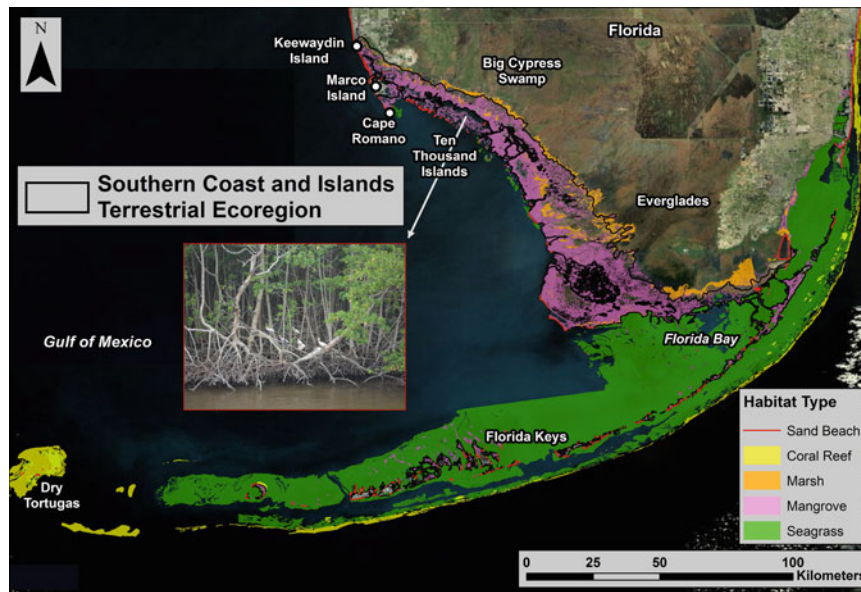 N
Keewaydin
Island
Marco
Island
Cape
Romano
Florida
Big Cypress
Swamp
Ten
Thousand
Islands
Southern Coast and Islands
Terrestrial Ecoregion
Everglades
Gulf of Mexico
Florida Bay
Florida Keys
Dry
Tortugas
Habitat Type
Sand Beach
Coral Reef
Marsh
Mangrove
Seagrass
0 25 50 100
Kilometers